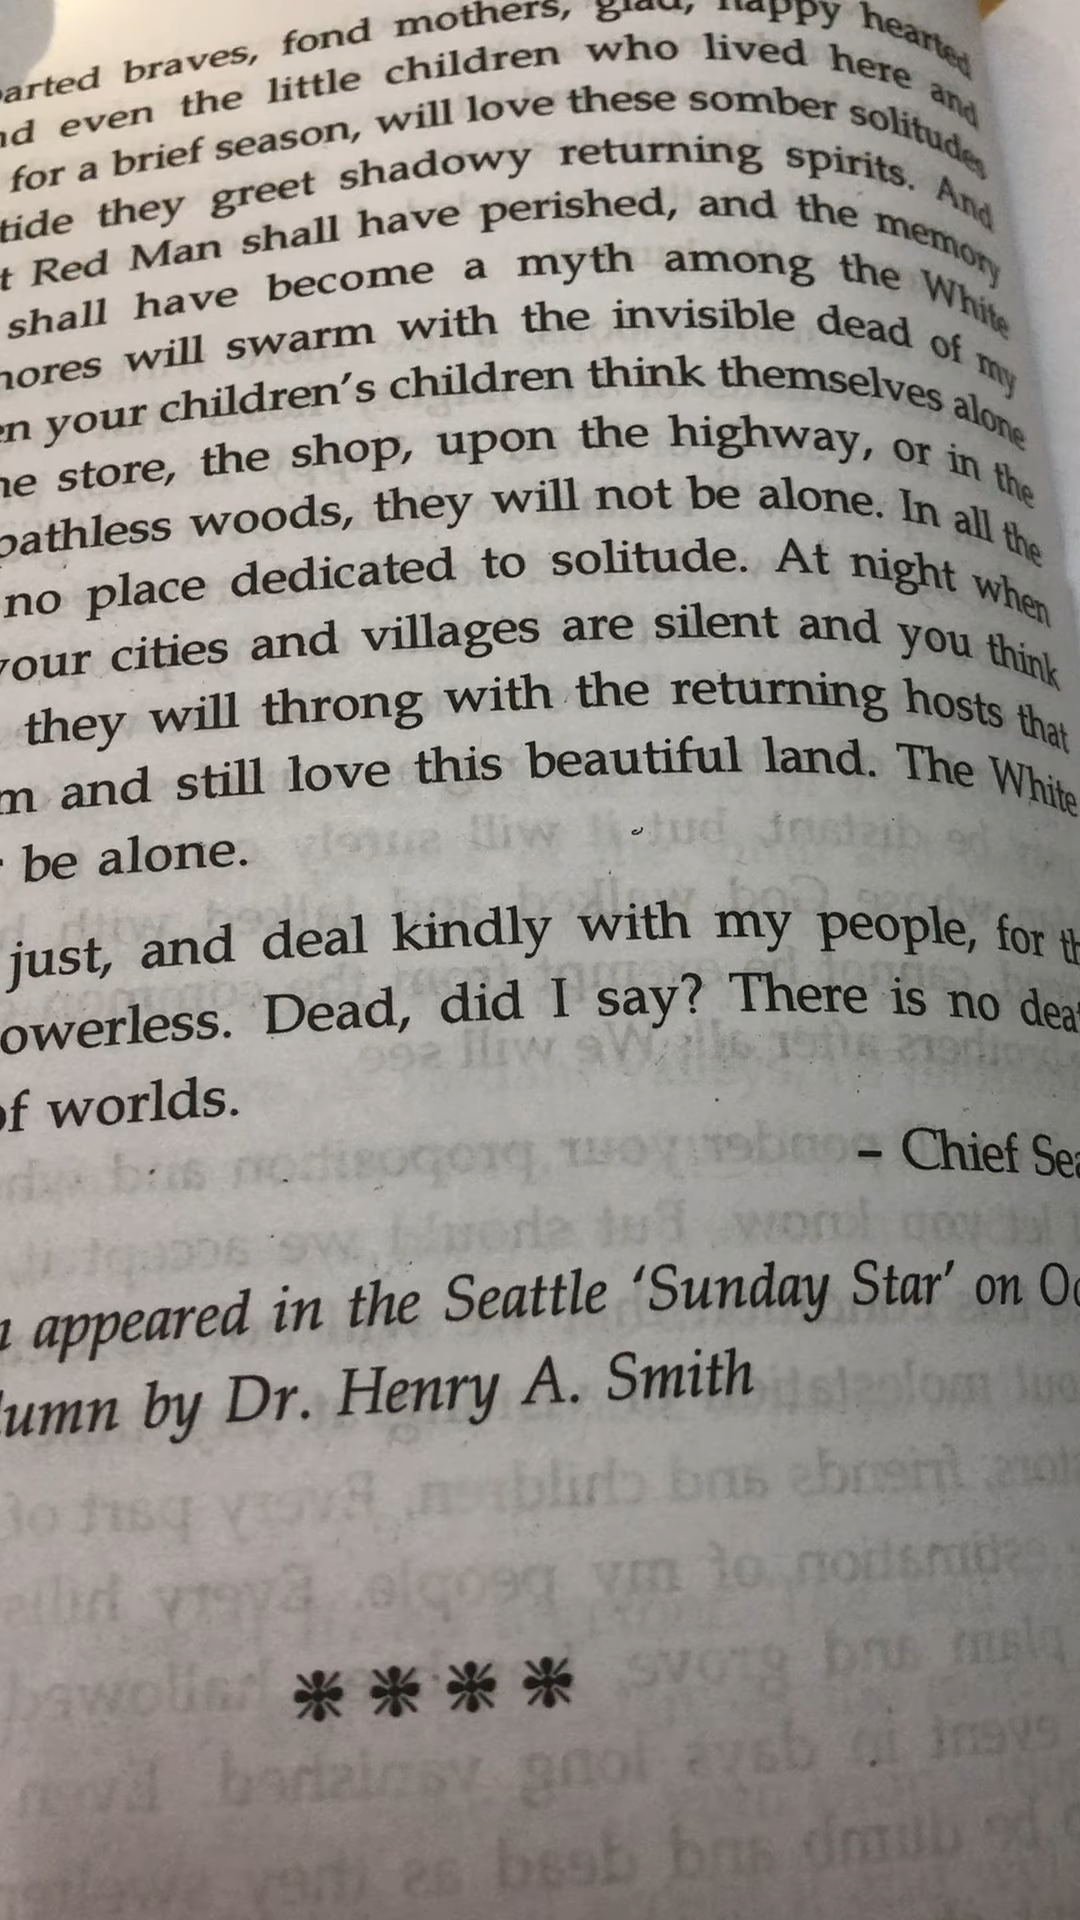 arted braves, fond mothers, glad, happy hearted
nd even the little children who lived here and
for a brief season, will love these somber solitudes
tide they greet shadowy returning spirits. And
t Red Man shall have perished, and the memory
shall have become a myth among the White
hores will swarm with the invisible dead of my
en your children's children think themselves alone
he store, the shop, upon the highway, or in the
pathless woods, they will not be alone. In all the
no place dedicated to solitude. At night when
your cities and villages are silent and you think
they will throng with the returning hosts that
m and still love this beautiful land. The White
be alone.
just, and deal kindly with my people, for th
owerless. Dead, did I say? There is no deat
of worlds.
– Chief Sea
n appeared in the Seattle 'Sunday Star' on Oc
lumn by Dr. Henry A. Smith